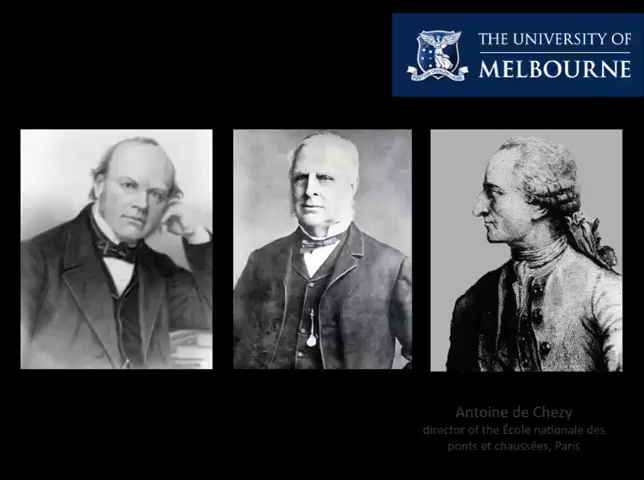 THE UNIVERSITY OF
MELBOURNE
Antoine de Chezy
director of the École nationale des
ponts et chaussées, Paris